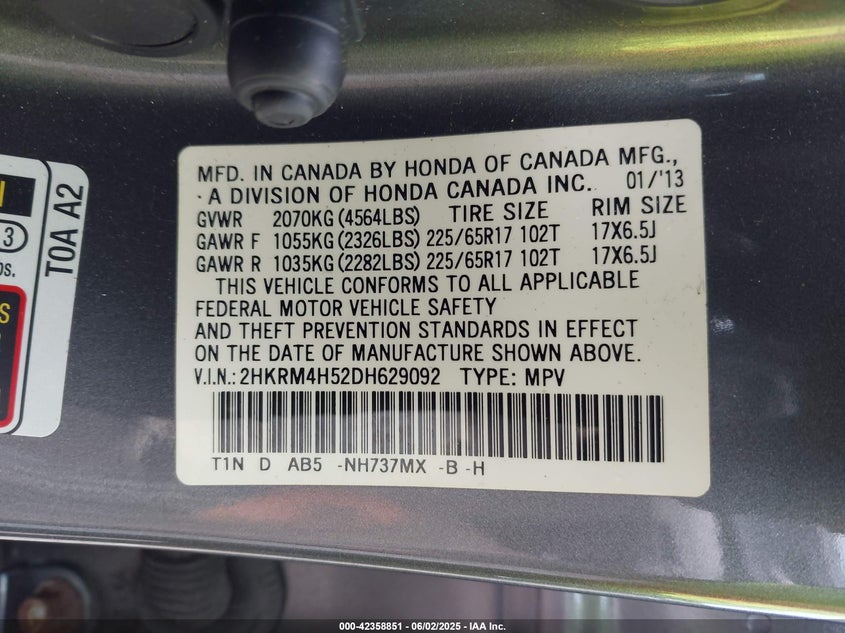 MFD. IN CANADA BY HONDA OF CANADA MFG.,
A DIVISION OF HONDA CANADA INC. 01/'13
GVWR 2070KG (4564LBS) TIRE SIZE RIM SIZE
GAWR F 1055KG (2326LBS) 225/65R17 102T 17X6.5J
GAWR R 1035KG (2282LBS) 225/65R17 102T 17X6.5J
THIS VEHICLE CONFORMS TO ALL APPLICABLE
FEDERAL MOTOR VEHICLE SAFETY
AND THEFT PREVENTION STANDARDS IN EFFECT
ON THE DATE OF MANUFACTURE SHOWN ABOVE.
V.I.N.: 2HKRM4H52DH629092 TYPE: MPV
T1N D AB5 -NH737MX -B -H
T0A A2
3
000-42358851 - 06/02/2025 - IAA Inc.